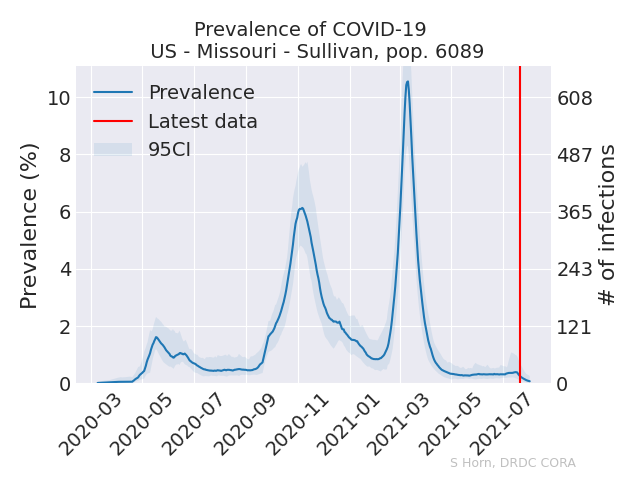 Prevalence of COVID-19
US - Missouri - Sullivan, pop. 6089
Prevalence
Latest data
95CI
Prevalence (%)
10
8
6
4
2
0
608
487
365
243
121
0
# of infections
2020-03
2020-05
2020-07
2020-09
2020-11
2021-01
2021-03
2021-05
2021-07
S Horn, DRDC CORA